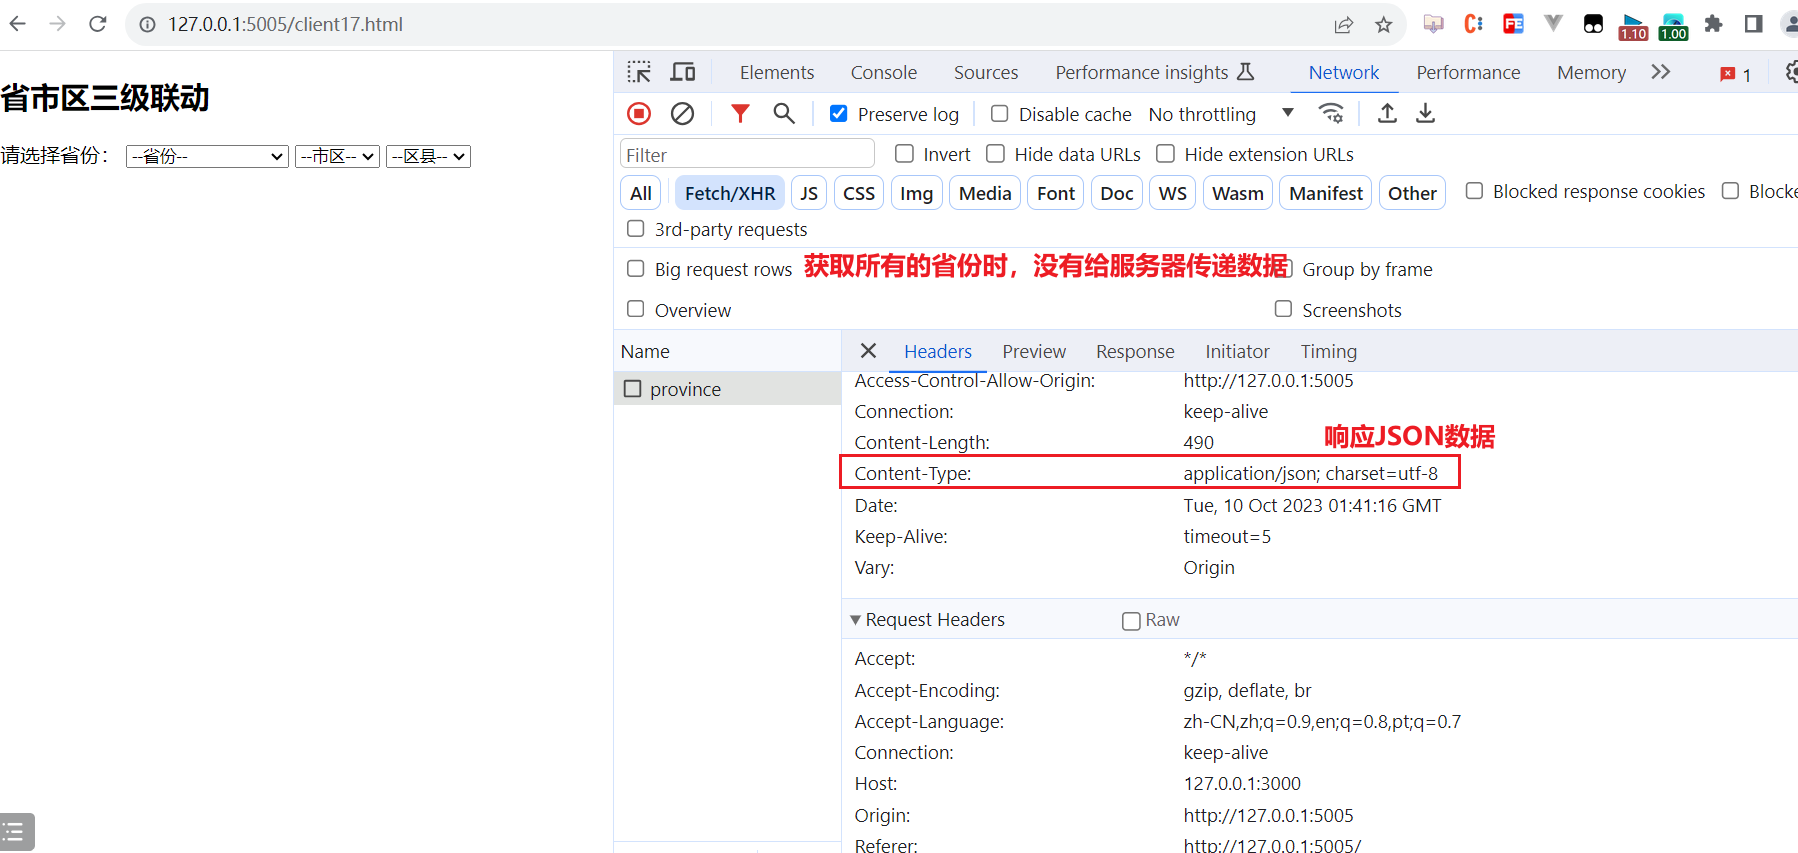 127.0.0.1:5005/client17.html
1.10
1.00
省市区三级联动
请选择省份： --省份-- --市区-- --区县--
Elements Console Sources Performance insights Network Performance Memory 1
Preserve log Disable cache No throttling
Filter Invert Hide data URLs Hide extension URLs
All Fetch/XHR JS CSS Img Media Font Doc WS Wasm Manifest Other Blocked response cookies Blocke
3rd-party requests
Big request rows 获取所有的省份时，没有给服务器传递数据 Group by frame
Overview Screenshots
Name Headers Preview Response Initiator Timing
province
Access-Control-Allow-Origin: http://127.0.0.1:5005
Connection: keep-alive
Content-Length: 490
响应JSON数据
Content-Type: application/json; charset=utf-8
Date: Tue, 10 Oct 2023 01:41:16 GMT
Keep-Alive: timeout=5
Vary: Origin
Request Headers Raw
Accept: */*
Accept-Encoding: gzip, deflate, br
Accept-Language: zh-CN,zh;q=0.9,en;q=0.8,pt;q=0.7
Connection: keep-alive
Host: 127.0.0.1:3000
Origin: http://127.0.0.1:5005
Referer: http://127.0.0.1:5005/